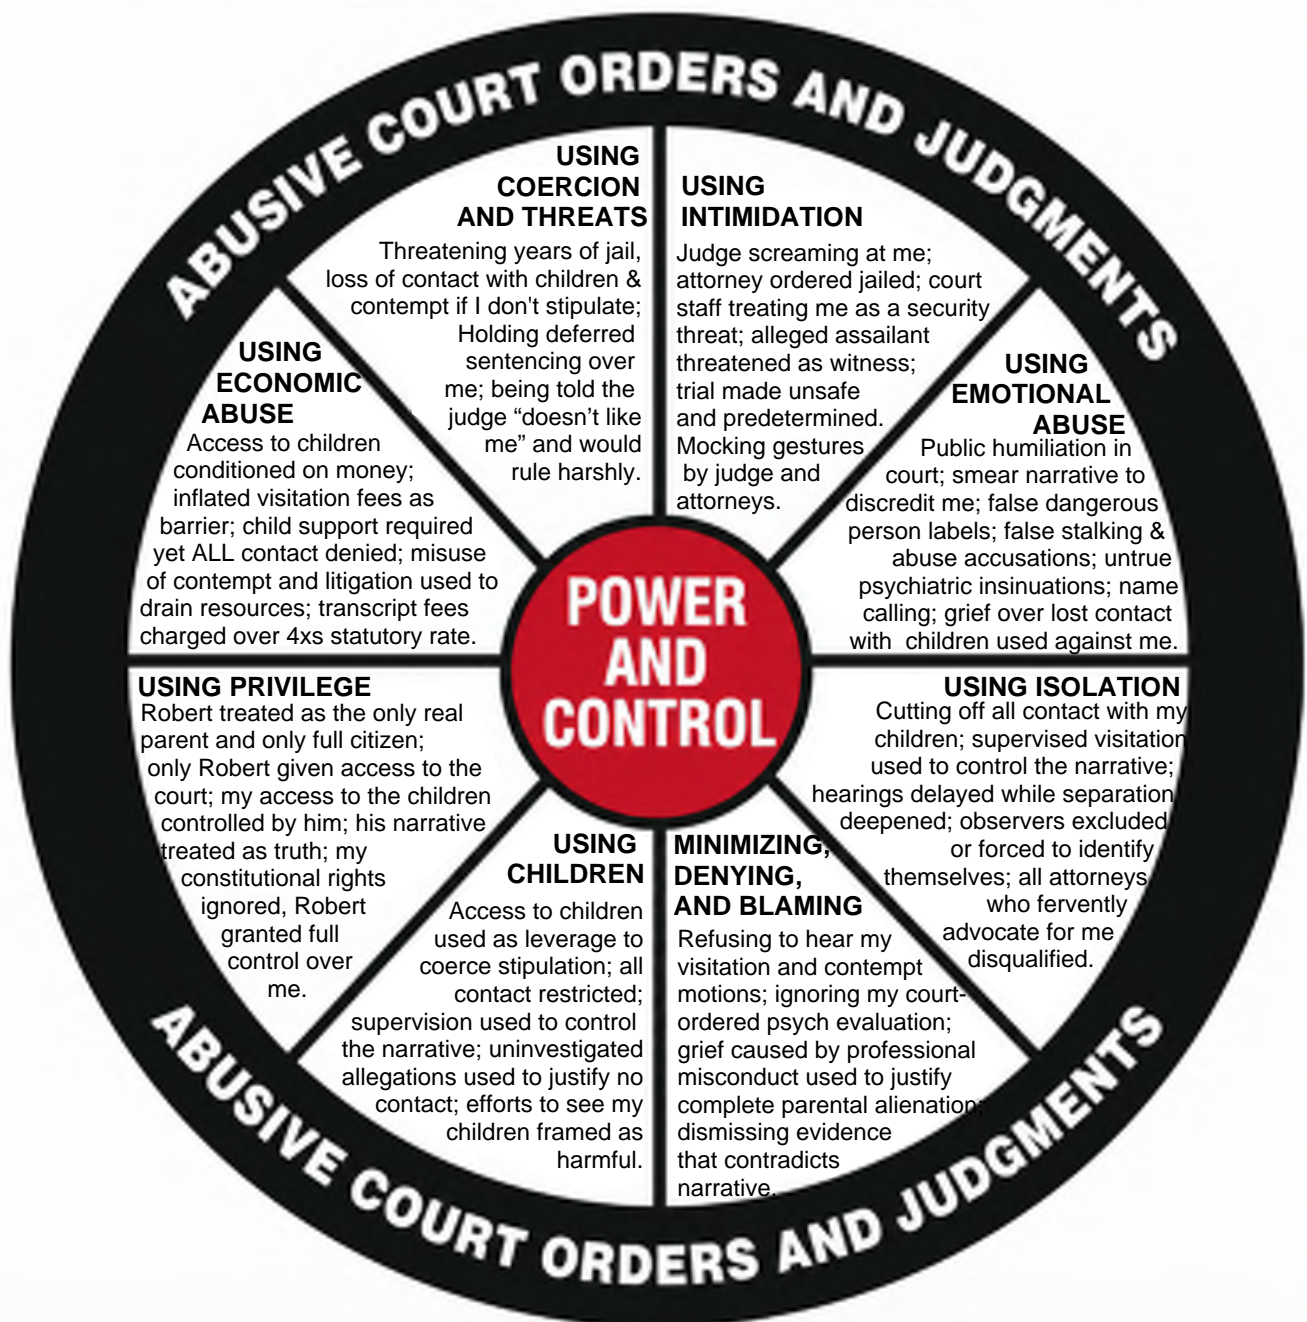 ABUSIVE COURT ORDERS AND JUDGMENTS
USING
COERCION
AND THREATS
Threatening years of jail,
loss of contact with children &
contempt if I don't stipulate;
Holding deferred
sentencing over
me; being told the
judge “doesn’t like
me” and would
rule harshly.
USING
INTIMIDATION
Judge screaming at me;
attorney ordered jailed; court
staff treating me as a security
threat; alleged assailant
threatened as witness;
trial made unsafe
and predetermined.
Mocking gestures
by judge and
attorneys.
USING
ECONOMIC
ABUSE
Access to children
conditioned on money;
inflated visitation fees as
barrier; child support required
yet ALL contact denied; misuse
of contempt and litigation used to
drain resources; transcript fees
charged over 4xs statutory rate.
USING
EMOTIONAL
ABUSE
Public humiliation in
court; smear narrative to
discredit me; false dangerous
person labels; false stalking &
abuse accusations; untrue
psychiatric insinuations; name
calling; grief over lost contact
with children used against me.
POWER
AND
CONTROL
USING PRIVILEGE
Robert treated as the only real
parent and only full citizen;
only Robert given access to the
court; my access to the children
controlled by him; his narrative
treated as truth; my
constitutional rights
ignored, Robert
granted full
control over
me.
USING ISOLATION
Cutting off all contact with my
children; supervised visitation
used to control the narrative;
hearings delayed while separation
deepened; observers excluded
or forced to identify
themselves; all attorneys
who fervently
advocate for me
disqualified.
USING
CHILDREN
Access to children
used as leverage to
coerce stipulation; all
contact restricted;
supervision used to control
the narrative; uninvestigated
allegations used to justify no
contact; efforts to see my
children framed as
harmful.
MINIMIZING,
DENYING,
AND BLAMING
Refusing to hear my
visitation and contempt
motions; ignoring my court-
ordered psych evaluation;
grief caused by professional
misconduct used to justify
complete parental alienation;
dismissing evidence
that contradicts
narrative.
ABUSIVE COURT ORDERS AND JUDGMENTS